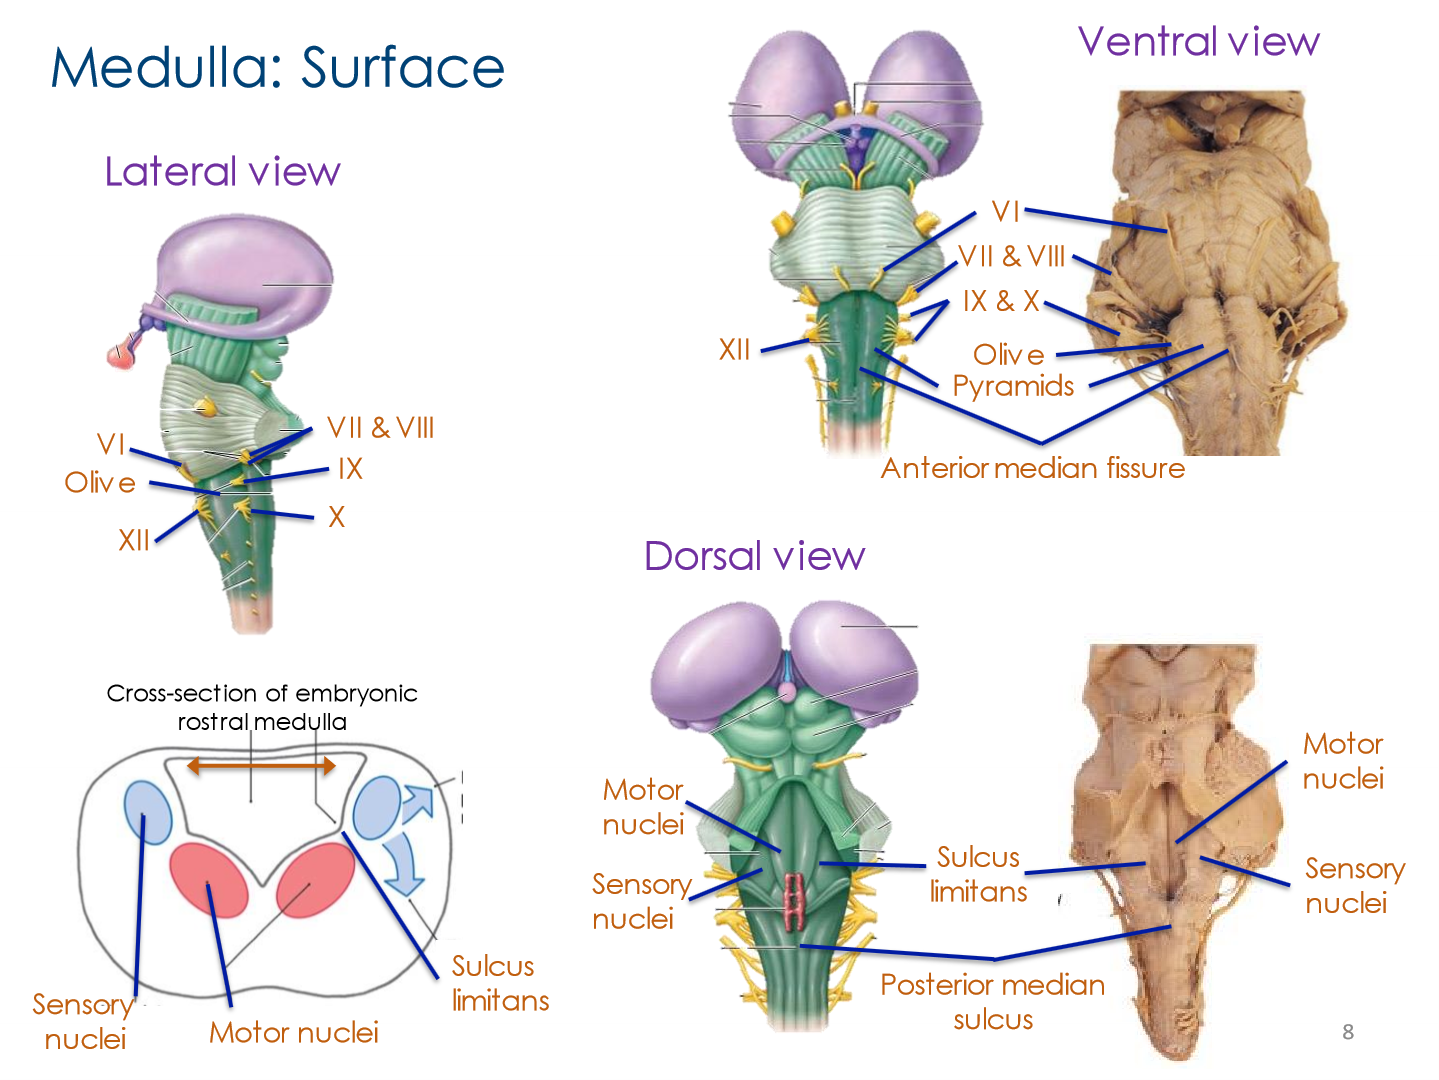 Medulla: Surface
Lateral view
VI
Olive
XII
VII & VIII
IX
X
Ventral view
VI
VII & VIII
IX & X
XII
Olive
Pyramids
Anterior median fissure
Cross-section of embryonic
rostral medulla
Sensory
nuclei
Motor nuclei
Sulcus
limitans
Dorsal view
Motor
nuclei
Sensory
nuclei
Sulcus
limitans
Posterior median
sulcus
Motor
nuclei
Sensory
nuclei
8